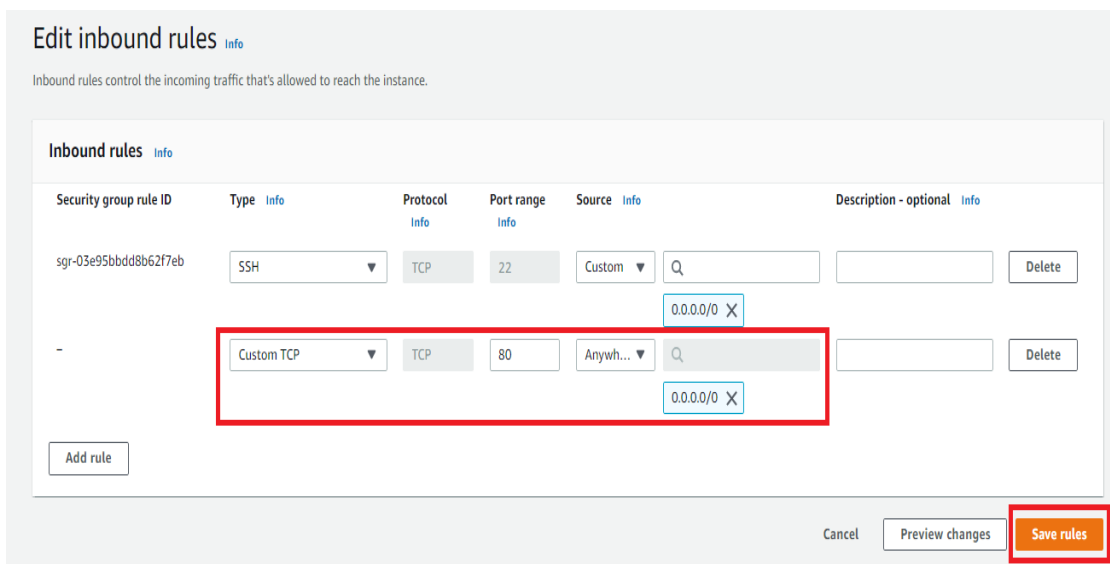 Edit inbound rules Info
Inbound rules control the incoming traffic that's allowed to reach the instance.
Inbound rules Info
Security group rule ID Type Info Protocol Info Port range Info Source Info Description - optional Info
sgr-03e95bbdd8b62f7eb SSH TCP 22 Custom Delete
0.0.0.0/0
– Custom TCP TCP 80 Anywh... Delete
0.0.0.0/0
Add rule
Cancel Preview changes Save rules